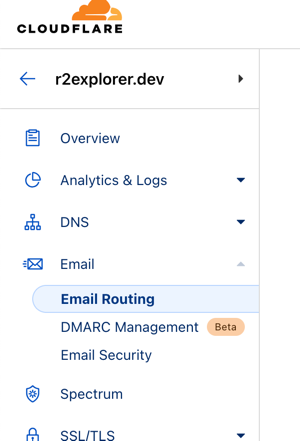 CLOUDFLARE
r2explorer.dev
Overview
Analytics & Logs
DNS
Email
Email Routing
DMARC Management Beta
Email Security
Spectrum
SSL/TLS